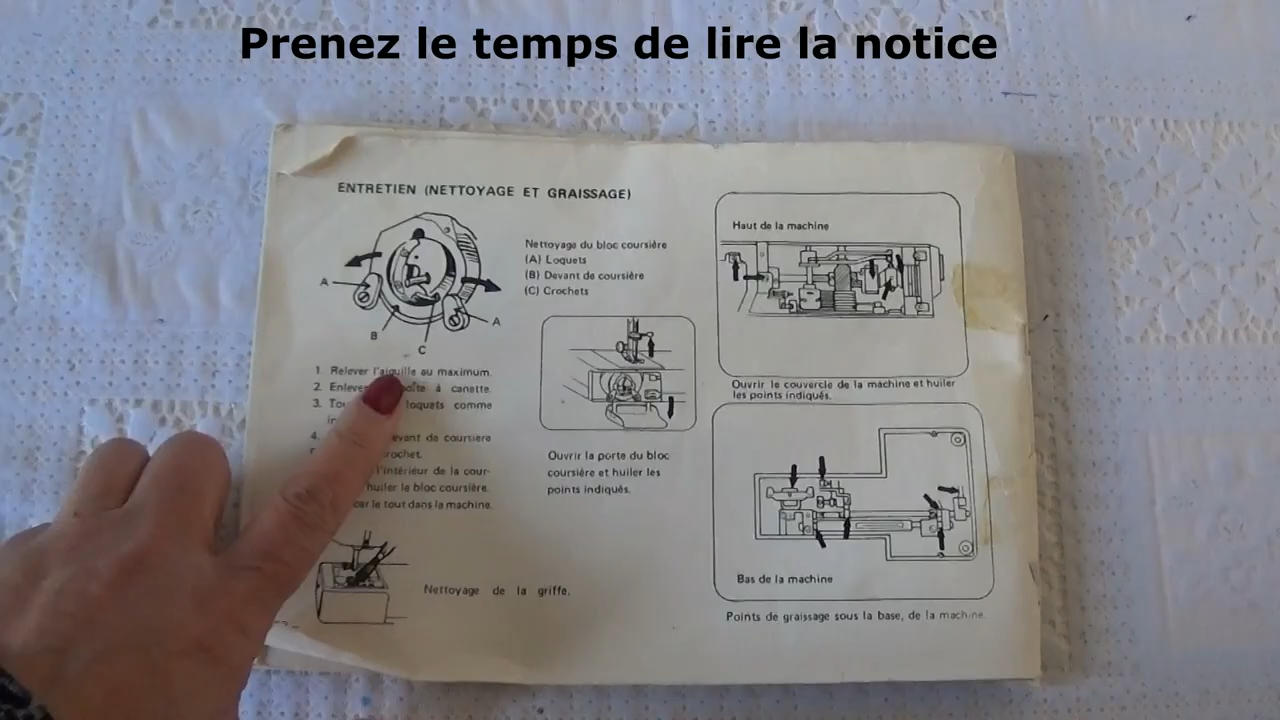 Prenez le temps de lire la notice
ENTRETIEN (NETTOYAGE ET GRAISSAGE)
A
A
B
C
Nettoyage du bloc coursière
(A) Loquets
(B) Devant de coursière
(C) Crochets
1. Relever l'aiguille au maximum.
2. Enlever boîte à canette.
3. loquets comme
4. devant de coursière
crochet.
l'intérieur de la cour-
huiler le bloc coursière.
le tout dans la machine.
Nettoyage de la griffe.
Ouvrir la porte du bloc
coursière et huiler les
points indiqués.
Haut de la machine
Ouvrir le couvercle de la machine et huiler
les points indiqués.
Bas de la machine
Points de graissage sous la base, de la machine.